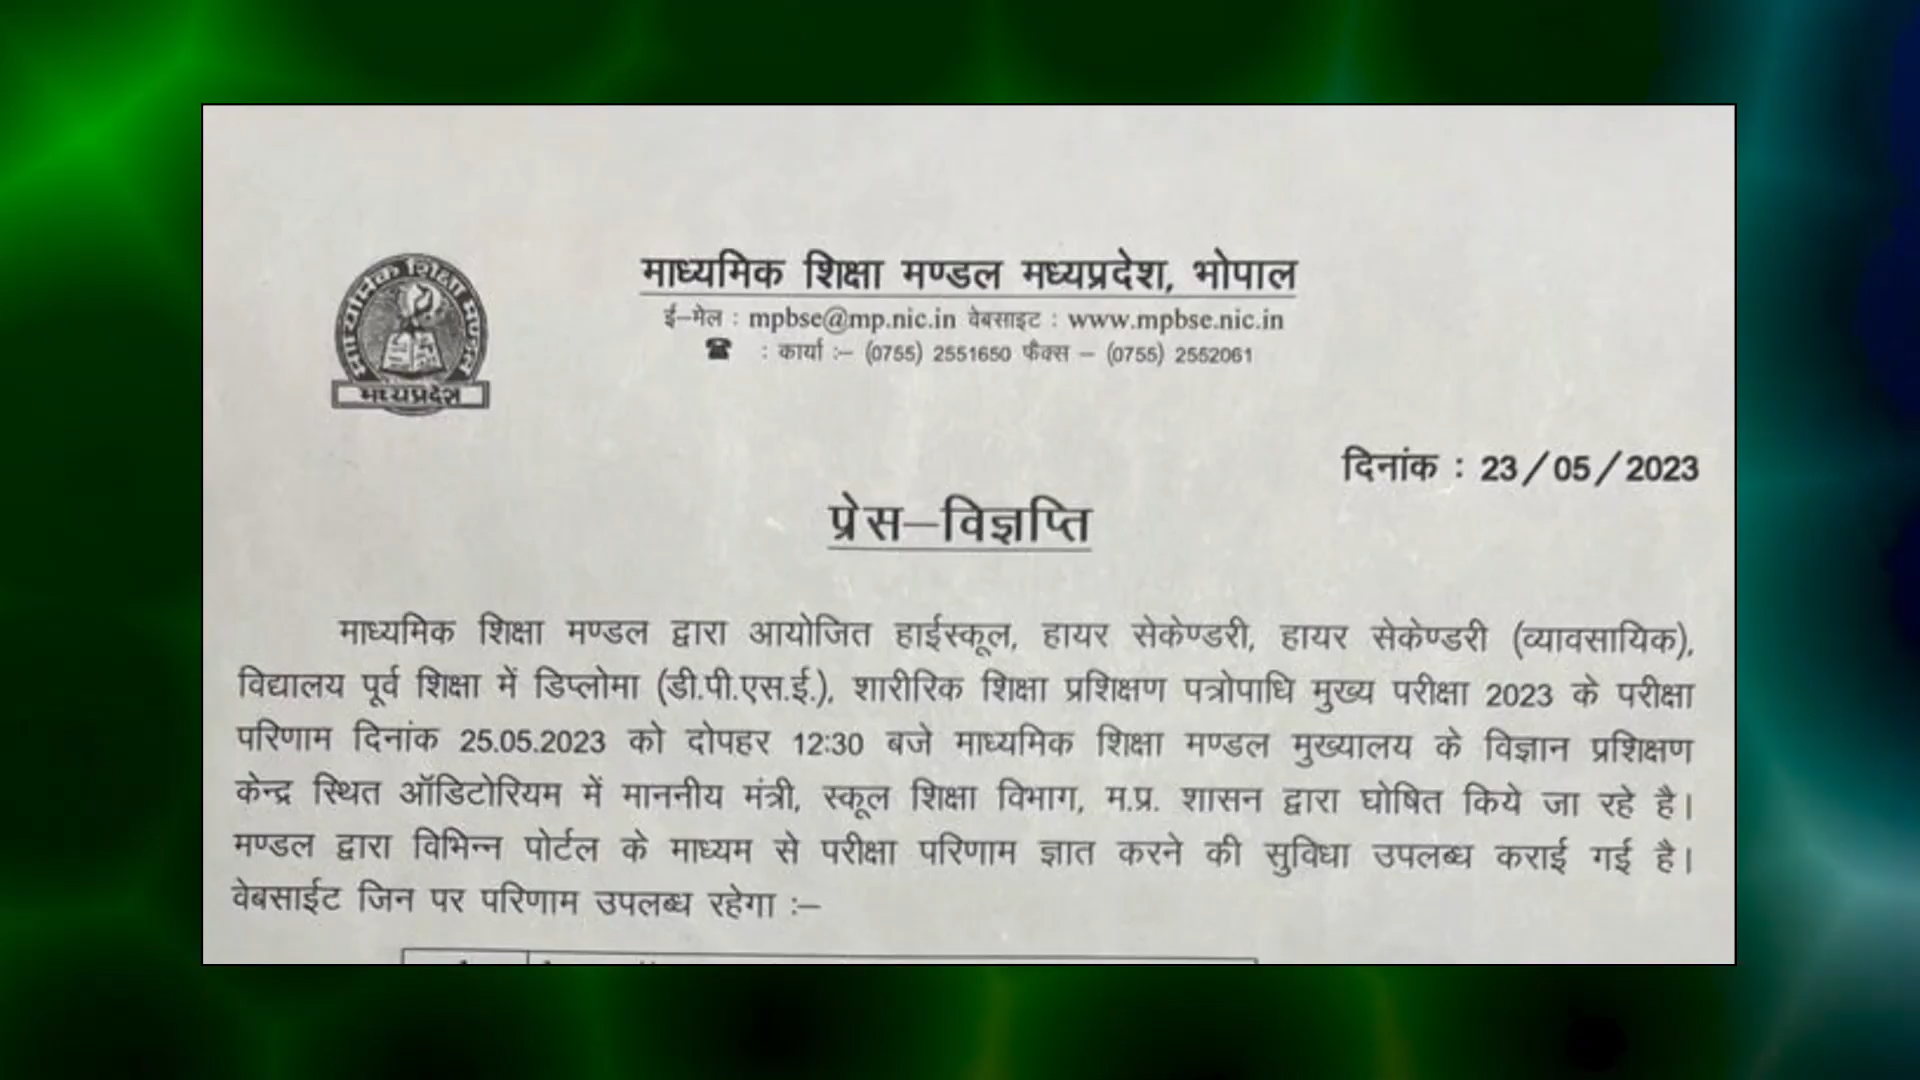 माध्यमिक शिक्षा मण्डल
मध्यप्रदेश
माध्यमिक शिक्षा मण्डल मध्यप्रदेश, भोपाल
ई–मेल : mpbse@mp.nic.in वेबसाइट : www.mpbse.nic.in
☎ : कार्या :– (0755) 2551650 फैक्स – (0755) 2552061
दिनांक : 23/05/2023
प्रेस–विज्ञप्ति
माध्यमिक शिक्षा मण्डल द्वारा आयोजित हाईस्कूल, हायर सेकेण्डरी, हायर सेकेण्डरी (व्यावसायिक),
विद्यालय पूर्व शिक्षा में डिप्लोमा (डी.पी.एस.ई.), शारीरिक शिक्षा प्रशिक्षण पत्रोपाधि मुख्य परीक्षा 2023 के परीक्षा
परिणाम दिनांक 25.05.2023 को दोपहर 12:30 बजे माध्यमिक शिक्षा मण्डल मुख्यालय के विज्ञान प्रशिक्षण
केन्द्र स्थित ऑडिटोरियम में माननीय मंत्री, स्कूल शिक्षा विभाग, म.प्र. शासन द्वारा घोषित किये जा रहे है।
मण्डल द्वारा विभिन्न पोर्टल के माध्यम से परीक्षा परिणाम ज्ञात करने की सुविधा उपलब्ध कराई गई है।
वेबसाईट जिन पर परिणाम उपलब्ध रहेगा :–